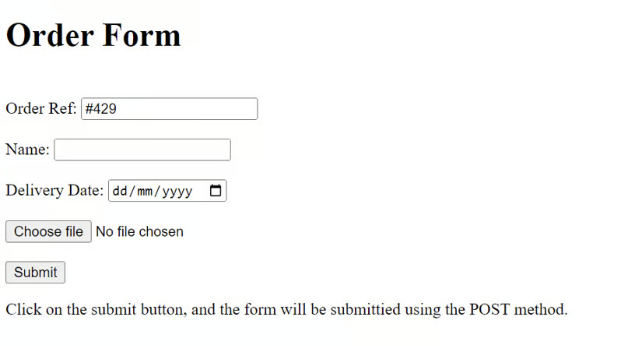 Order Form
Order Ref: #429
Name:
Delivery Date: dd/mm/yyyy
Choose file No file chosen
Submit
Click on the submit button, and the form will be submittied using the POST method.